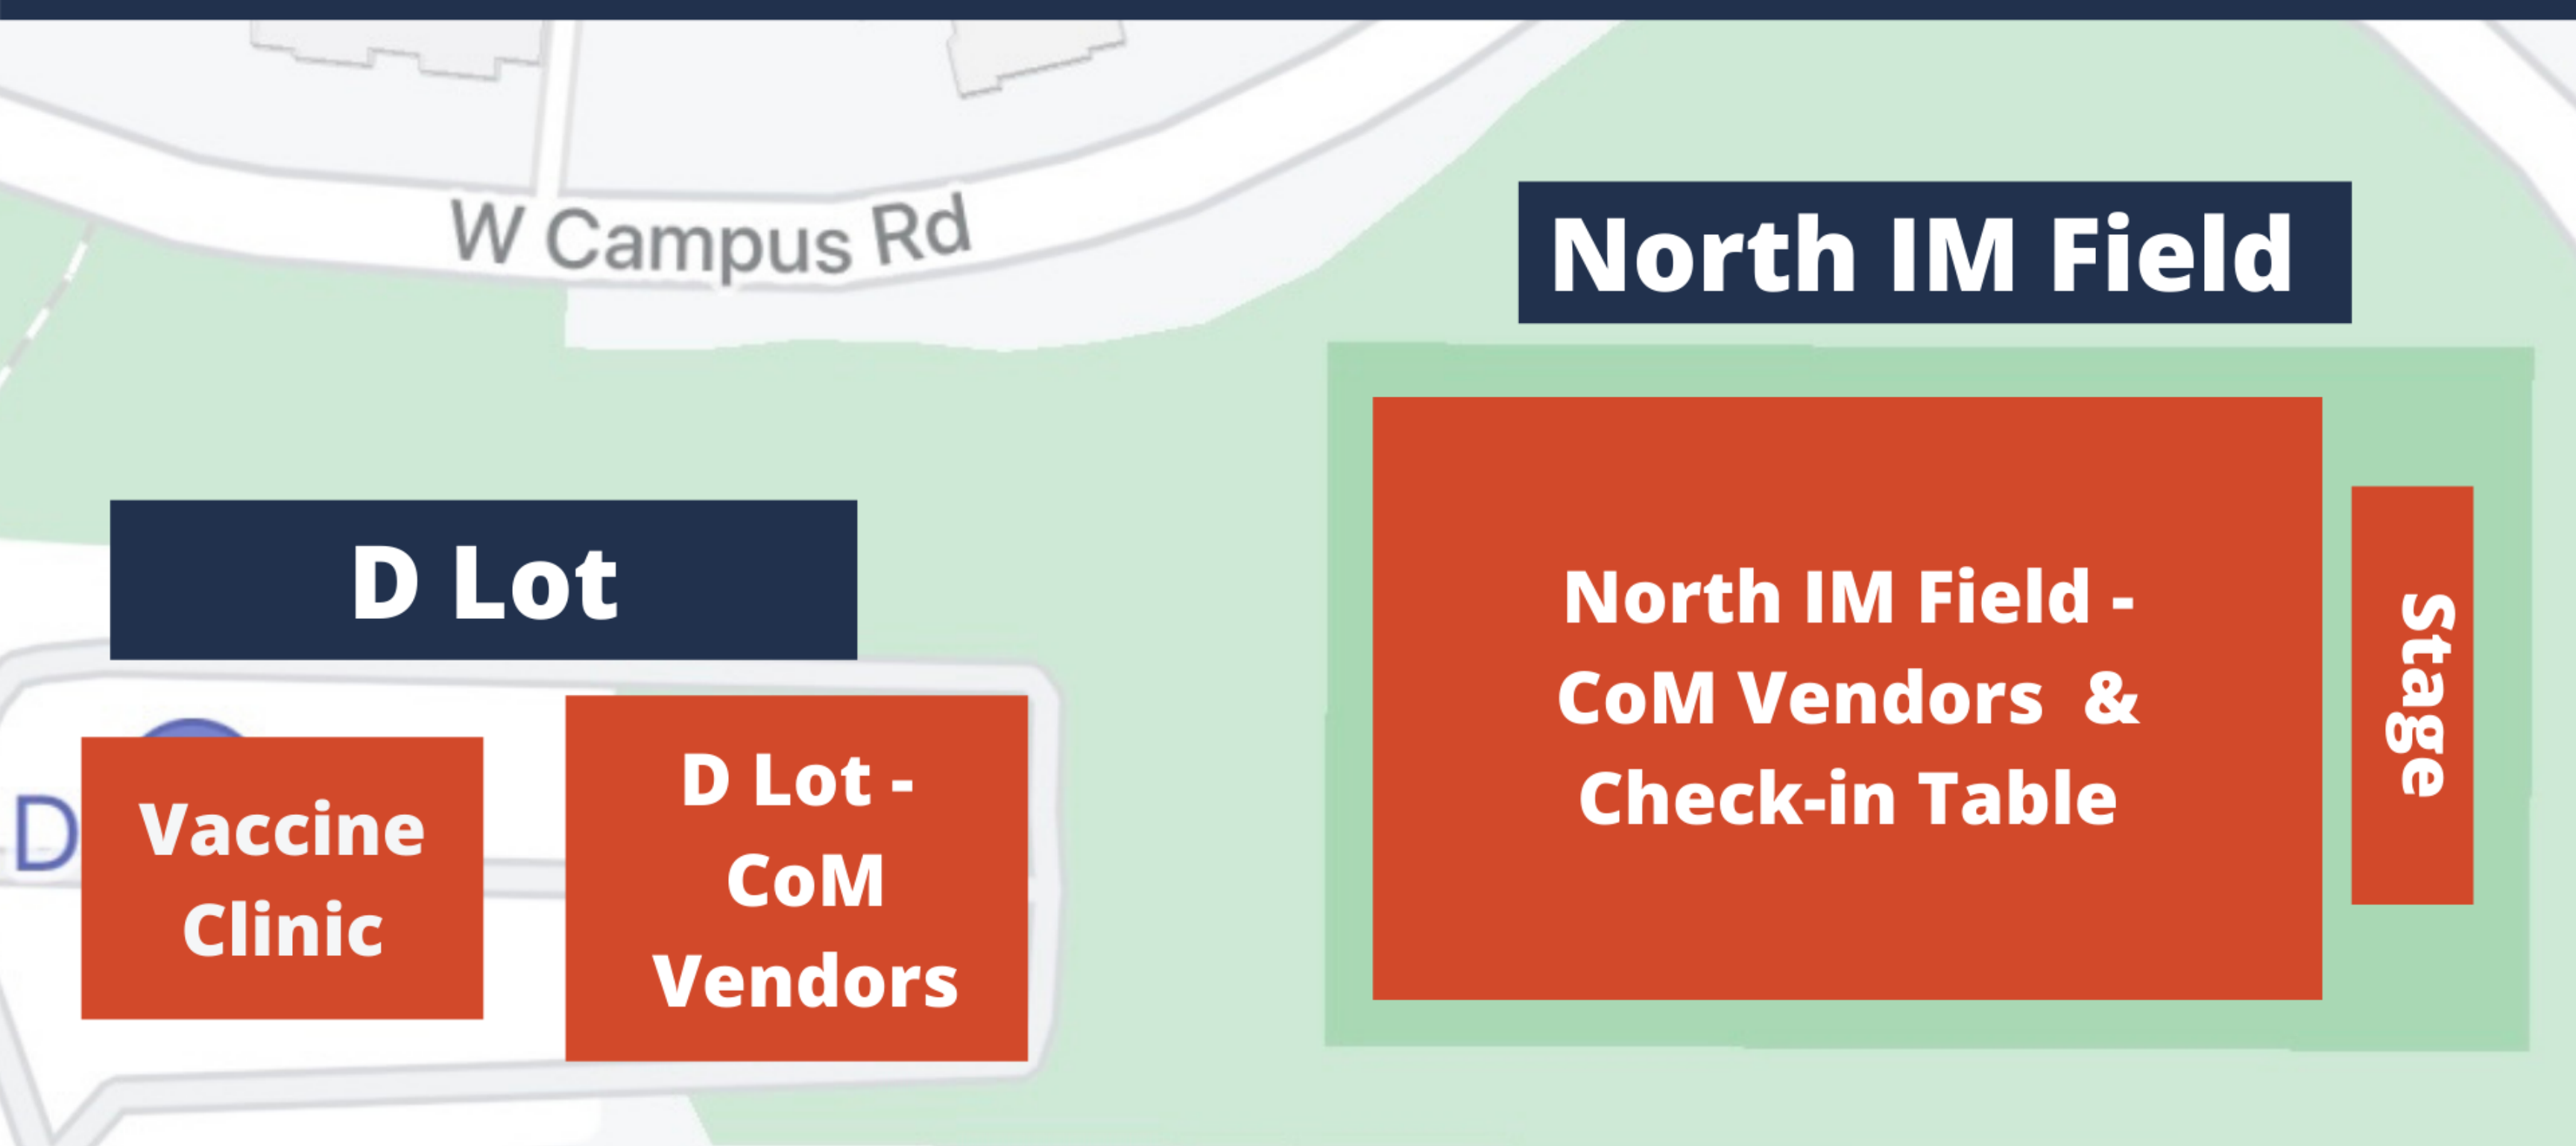 W Campus Rd
North IM Field
D Lot
North IM Field -
CoM Vendors &
Check-in Table
Stage
D
Vaccine
Clinic
D Lot -
CoM
Vendors